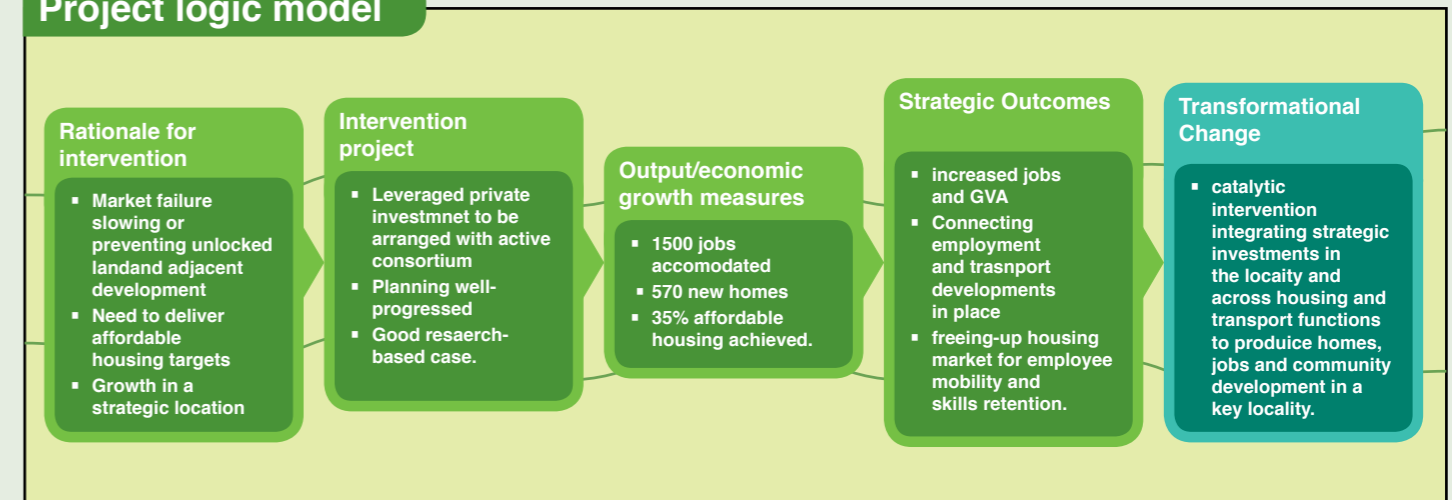 Project logic model
Rationale for
intervention
▪ Market failure
slowing or
preventing unlocked
landand adjacent
development
▪ Need to deliver
affordable
housing targets
▪ Growth in a
strategic location
Intervention
project
▪ Leveraged private
investmnet to be
arranged with active
consortium
▪ Planning well-
progressed
▪ Good resaerch-
based case.
Output/economic
growth measures
▪ 1500 jobs
accomodated
▪ 570 new homes
▪ 35% affordable
housing achieved.
Strategic Outcomes
▪ increased jobs
and GVA
▪ Connecting
employment
and trasnport
developments
in place
▪ freeing-up housing
market for employee
mobility and
skills retention.
Transformational
Change
▪ catalytic
intervention
integrating strategic
investments in
the locaity and
across housing and
transport functions
to produice homes,
jobs and community
development in a
key locality.